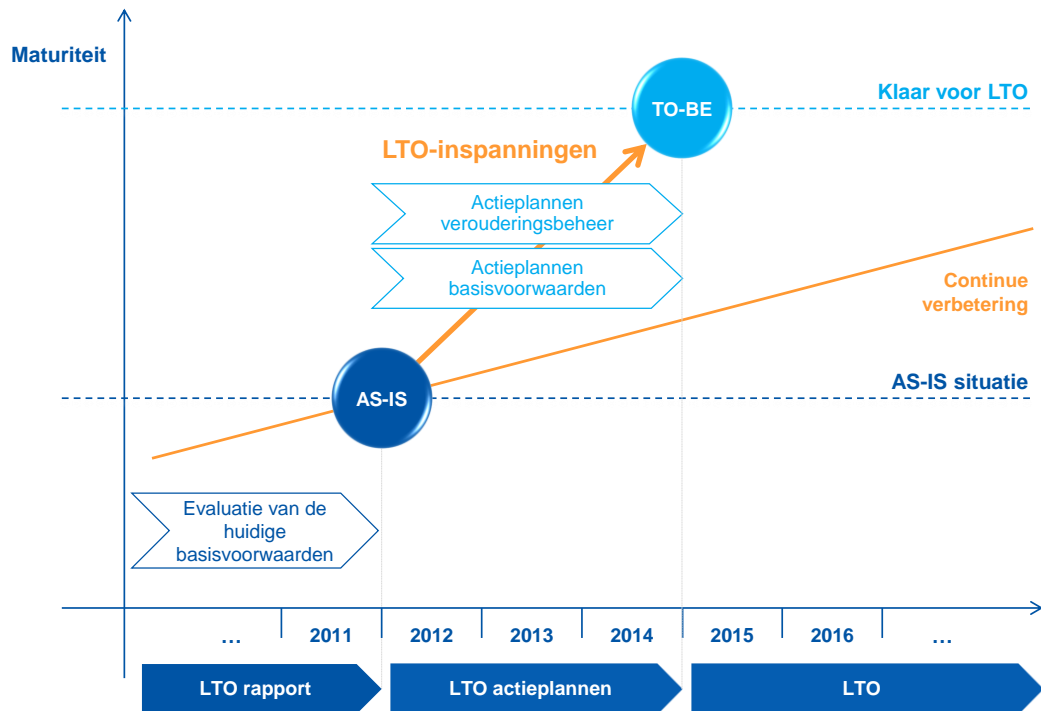 Maturiteit
Klaar voor LTO
TO-BE
LTO-inspanningen
Actieplannen
verouderingsbeheer
Actieplannen
basisvoorwaarden
Continue
verbetering
AS-IS situatie
AS-IS
Evaluatie van de
huidige
basisvoorwaarden
... 2011 2012 2013 2014 2015 2016 ...
LTO rapport LTO actieplannen LTO